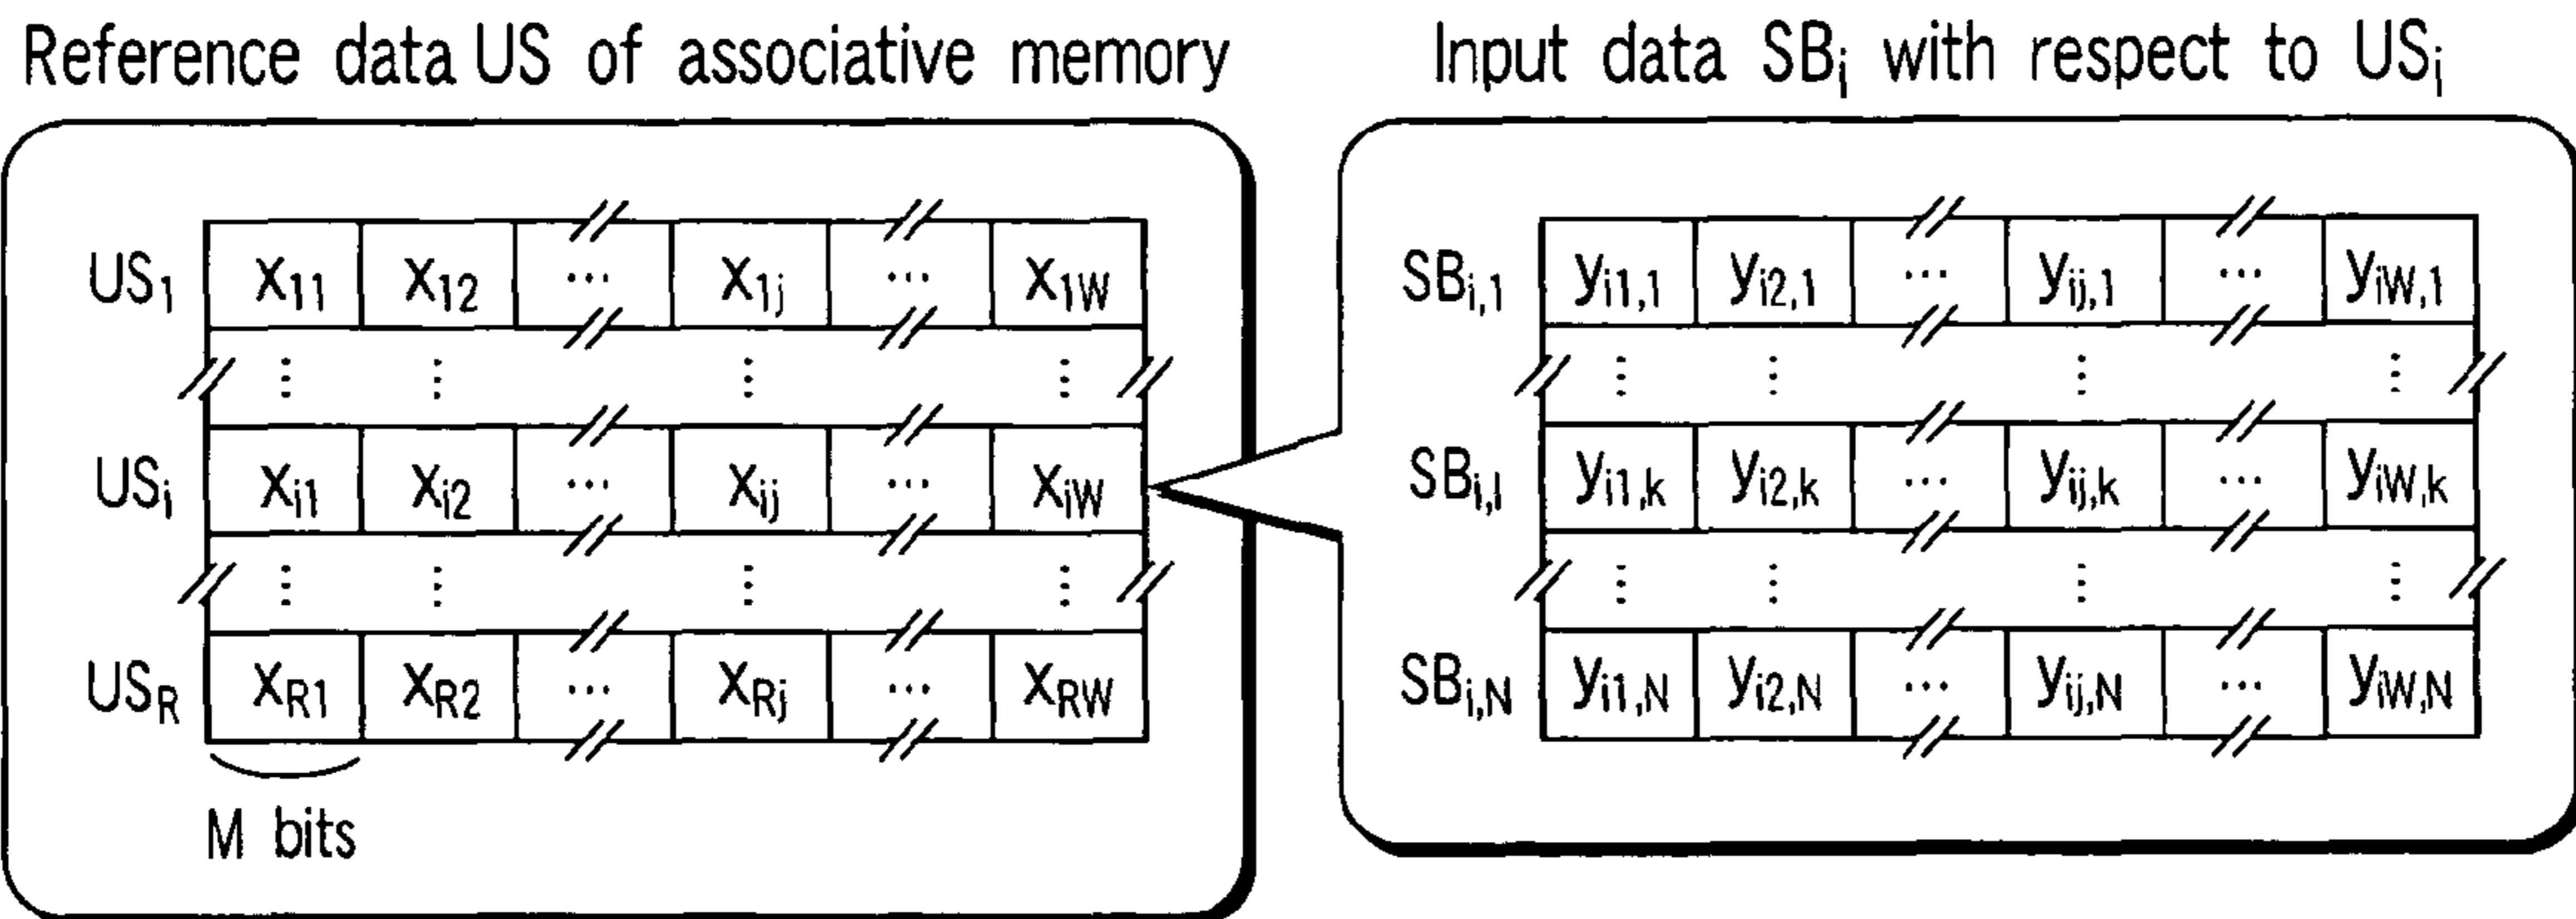 Reference data US of associative memory
US1 X11 X12 ... X1j ... X1W
USi Xi1 Xi2 ... Xij ... XiW
USR XR1 XR2 ... XRj ... XRW
M bits
Input data SBi with respect to USi
SBi,1 yi1,1 yi2,1 ... yij,1 ... yiW,1
SBi,l yi1,k yi2,k ... yij,k ... yiW,k
SBi,N yi1,N yi2,N ... yij,N ... yiW,N